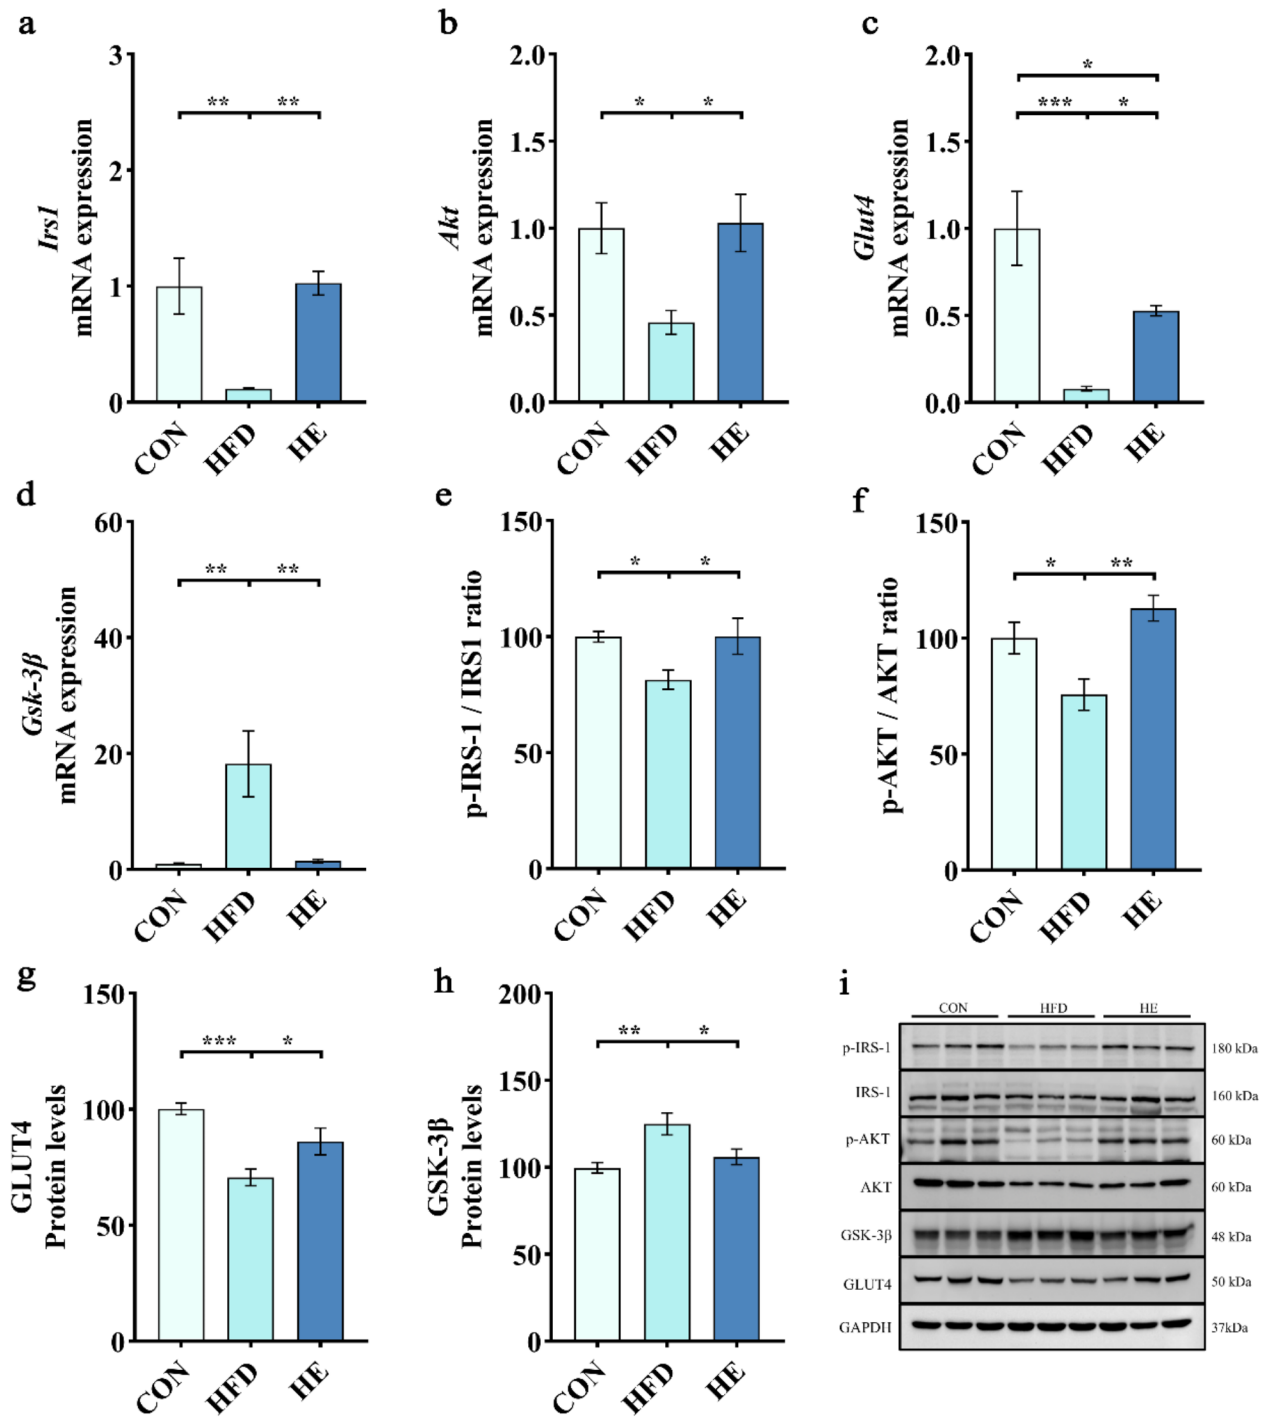 a
Irs1
mRNA expression
3
2
1
0
** **
CON HFD HE
b
Akt
mRNA expression
2.0
1.5
1.0
0.5
0.0
* *
CON HFD HE
c
Glut4
mRNA expression
2.0
1.5
1.0
0.5
0.0
*
*** *
CON HFD HE
d
Gsk-3β
mRNA expression
60
40
20
0
** **
CON HFD HE
e
p-IRS-1 / IRS1 ratio
150
100
50
0
* *
CON HFD HE
f
p-AKT / AKT ratio
150
100
50
0
* **
CON HFD HE
g
GLUT4
Protein levels
150
100
50
0
*** *
CON HFD HE
h
GSK-3β
Protein levels
200
150
100
50
0
** *
CON HFD HE
i
CON HFD HE
p-IRS-1 180 kDa
IRS-1 160 kDa
p-AKT 60 kDa
AKT 60 kDa
GSK-3β 48 kDa
GLUT4 50 kDa
GAPDH 37kDa